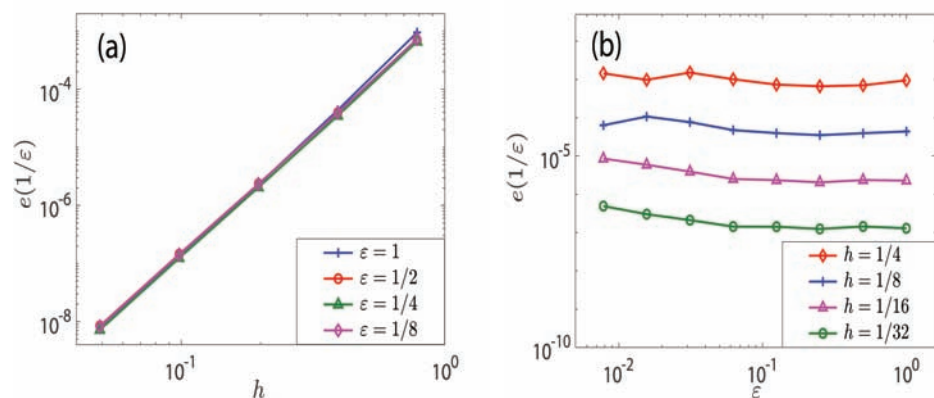 (a)
10^{-4}
10^{-6}
10^{-8}
e(1/ε)
10^{-1}
10^{0}
h
ε = 1
ε = 1/2
ε = 1/4
ε = 1/8
(b)
10^{-5}
10^{-10}
e(1/ε)
10^{-2}
10^{-1}
10^{0}
ε
h = 1/4
h = 1/8
h = 1/16
h = 1/32